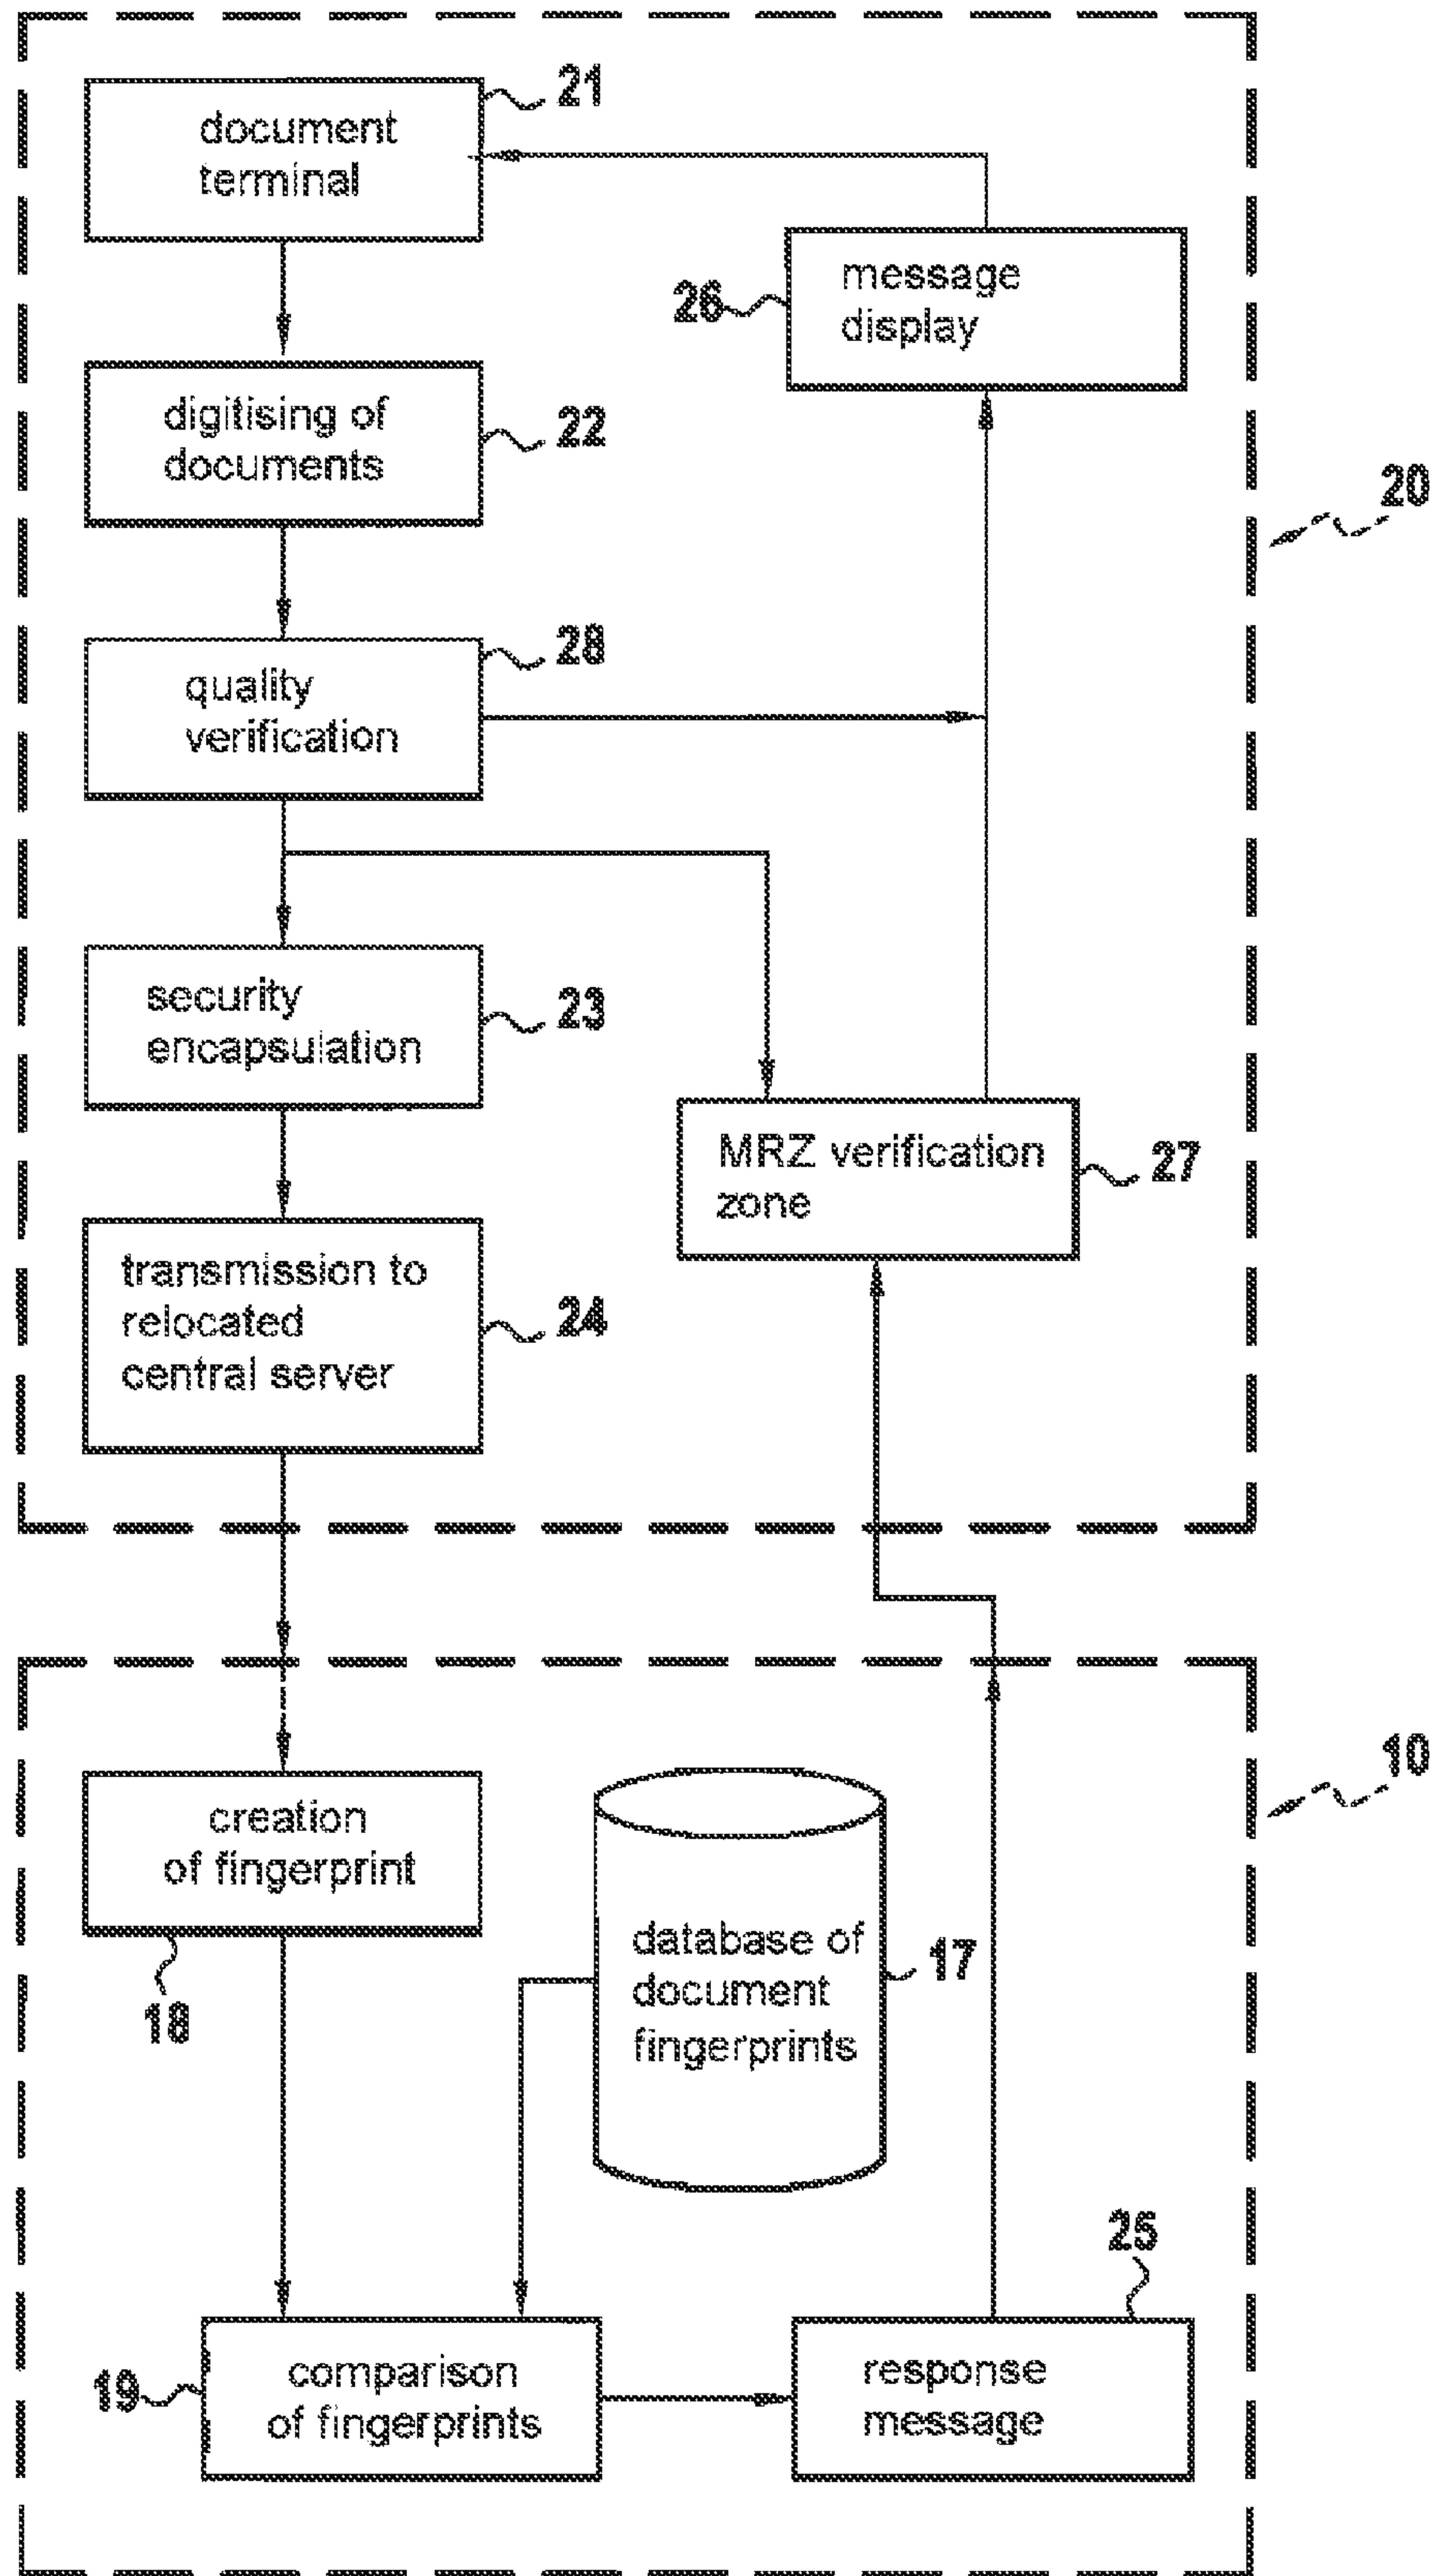 document
terminal
21
message
display
26
digitising of
documents
22
20
quality
verification
28
security
encapsulation
23
MRZ verification
zone
27
transmission to
relocated
central server
24
10
creation
of fingerprint
18
database of
document
fingerprints
17
25
comparison
of fingerprints
19
response
message